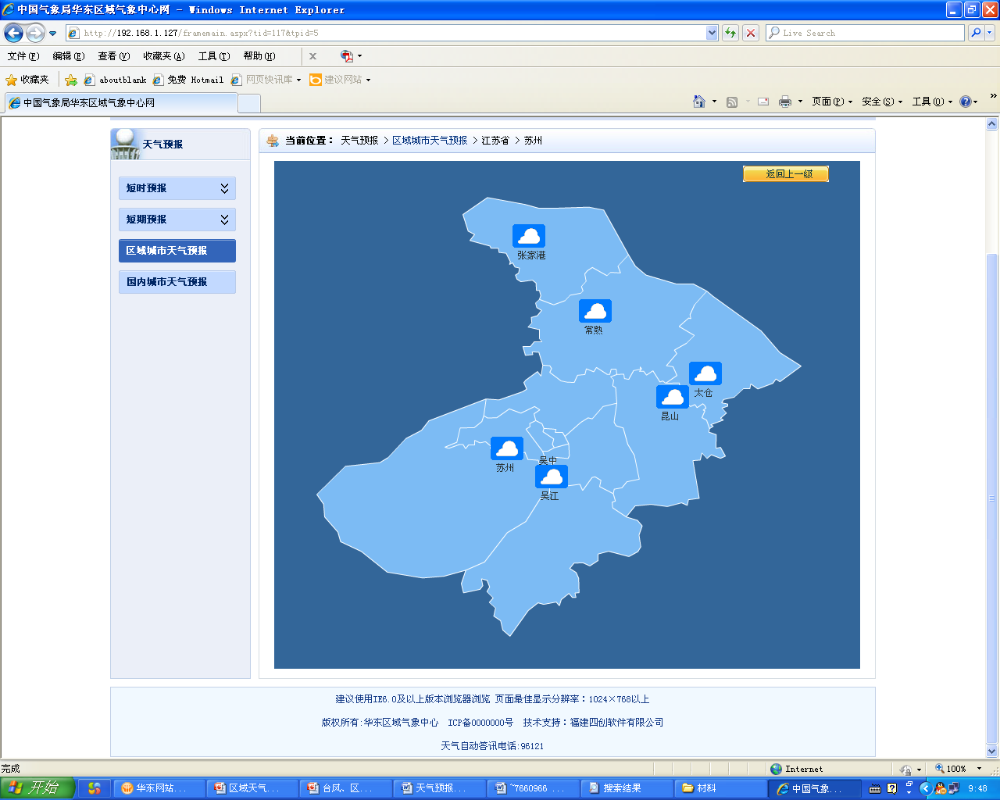 中国气象局华东区域气象中心网 - Windows Internet Explorer
http://192.168.1.127/framemain.aspx?tid=117&tpid=5
Live Search
文件(F) 编辑(E) 查看(V) 收藏夹(A) 工具(T) 帮助(H)
收藏夹 aboutblank 免费 Hotmail 网页快讯库 建议网站
中国气象局华东区域气象中心网
页面(P) 安全(S) 工具(O)
天气预报
短时预报
短期预报
区域城市天气预报
国内城市天气预报
当前位置： 天气预报 > 区域城市天气预报 > 江苏省 > 苏州
返回上一级
张家港
常熟
太仓
昆山
苏州
吴中
吴江
建议使用IE6.0及以上版本浏览器浏览 页面最佳显示分辨率：1024×768以上
版权所有:华东区域气象中心 ICP备0000000号 技术支持：福建四创软件有限公司
天气自动答讯电话:96121
完成
Internet
100%
开始
华东网站...
区域天气...
台风、区...
天气预报...
~7660966 ...
搜索结果
材料
中国气象...
9:48